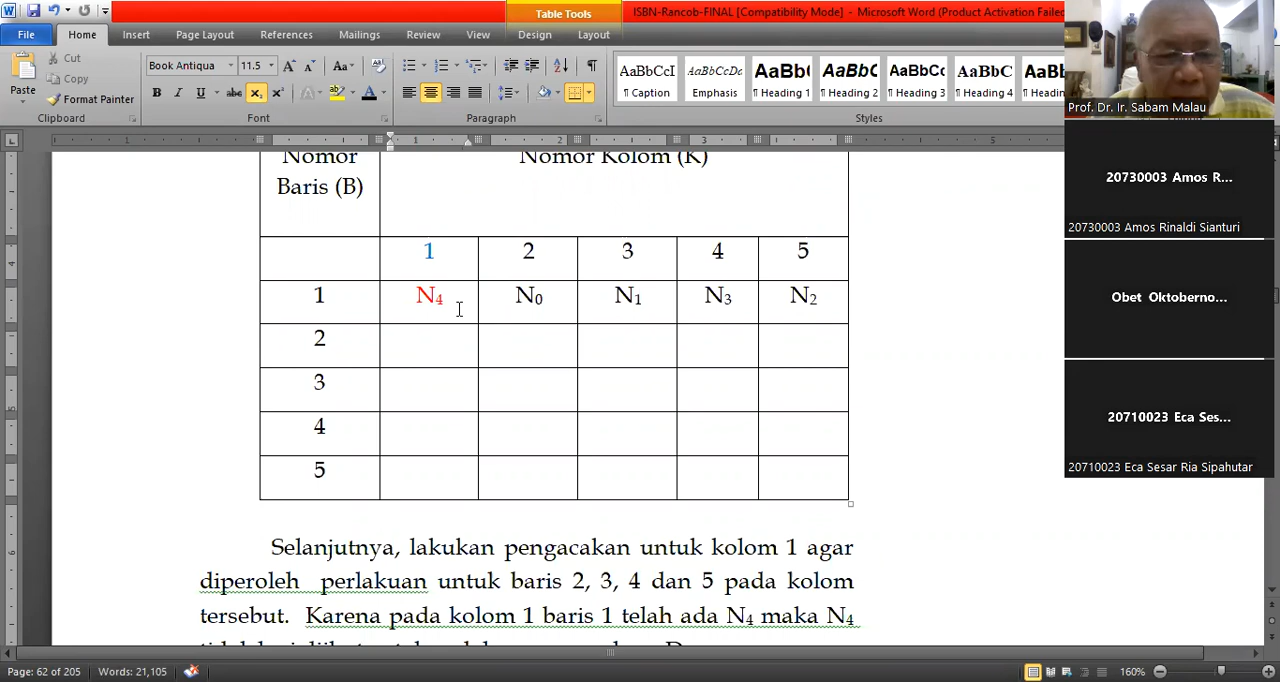 Table Tools
ISBN-Rancob-FINAL [Compatibility Mode] - Microsoft Word (Product Activation Failed
File Home Insert Page Layout References Mailings Review View Design Layout
Cut
Copy
Format Painter
Paste
Clipboard
Book Antiqua 11.5
Font
Paragraph
AaBbCcI AaBbCcDc AaBb( AaBbC AaBbCc AaBbC AaBb
¶ Caption Emphasis ¶ Heading 1 ¶ Heading 2 ¶ Heading 3 ¶ Heading 4 ¶ Heading
Styles
Prof. Dr. Ir. Sabam Malau
20730003 Amos R...
20730003 Amos Rinaldi Sianturi
Obet Oktoberno...
20710023 Eca Ses...
20710023 Eca Sesar Ria Sipahutar
Nomor Baris (B) Nomor Kolom (K)
1 2 3 4 5
1 N4 N0 N1 N3 N2
2
3
4
5
Selanjutnya, lakukan pengacakan untuk kolom 1 agar
diperoleh perlakuan untuk baris 2, 3, 4 dan 5 pada kolom
tersebut. Karena pada kolom 1 baris 1 telah ada N4 maka N4
Page: 62 of 205 Words: 21,105 160%